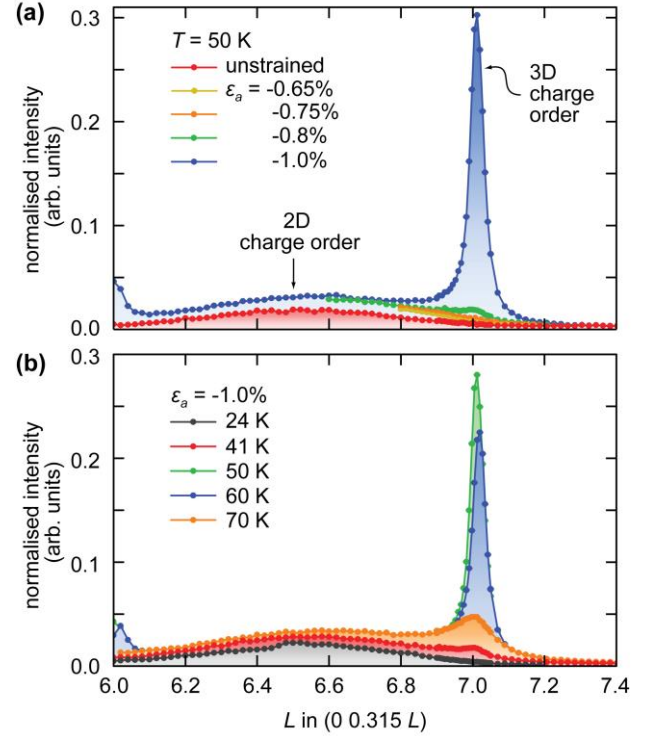 (a)
0.3
0.2
0.1
0.0
normalised intensity
(arb. units)
T = 50 K
unstrained
εa = -0.65%
-0.75%
-0.8%
-1.0%
2D
charge order
3D
charge
order
(b)
0.3
0.2
0.1
0.0
normalised intensity
(arb. units)
εa = -1.0%
24 K
41 K
50 K
60 K
70 K
6.0 6.2 6.4 6.6 6.8 7.0 7.2 7.4
L in (0 0.315 L)